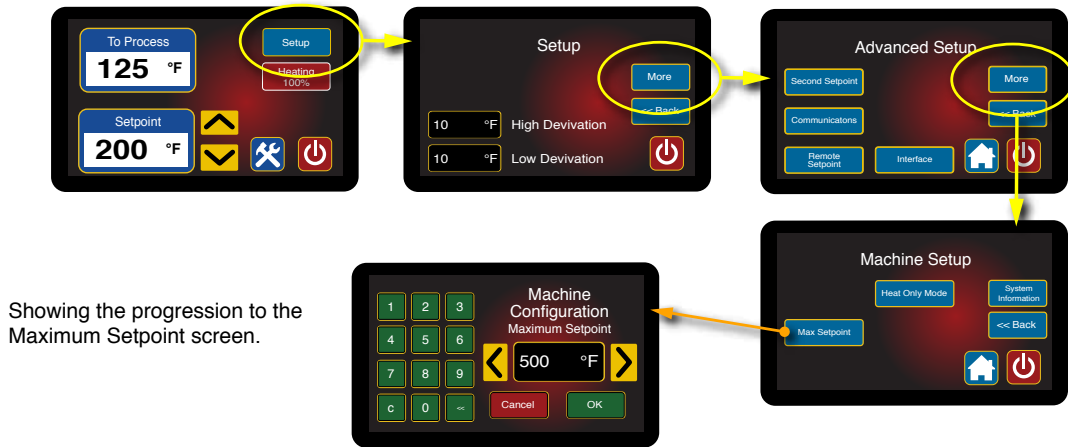 To Process
125 °F
Setup
Heating
100%
Setpoint
200 °F
Setup
More
<< Back
10 °F High Devivation
10 °F Low Devivation
Advanced Setup
Second Setpoint
More
Communicatons
<< Back
Remote
Setpoint
Interface
Machine Setup
Heat Only Mode
System
Information
Max Setpoint
<< Back
Showing the progression to the
Maximum Setpoint screen.
1 2 3
4 5 6
7 8 9
c 0 <<
Machine
Configuration
Maximum Setpoint
500 °F
Cancel
OK